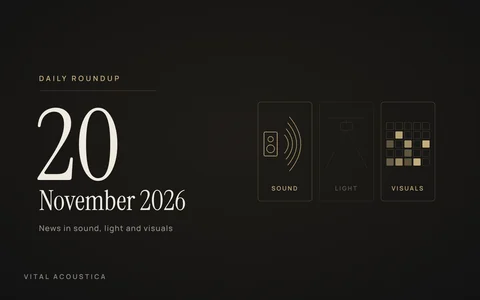 DAILY ROUNDUP
20
November 2026
News in sound, light and visuals
SOUND
LIGHT
VISUALS
VITAL ACOUSTICA